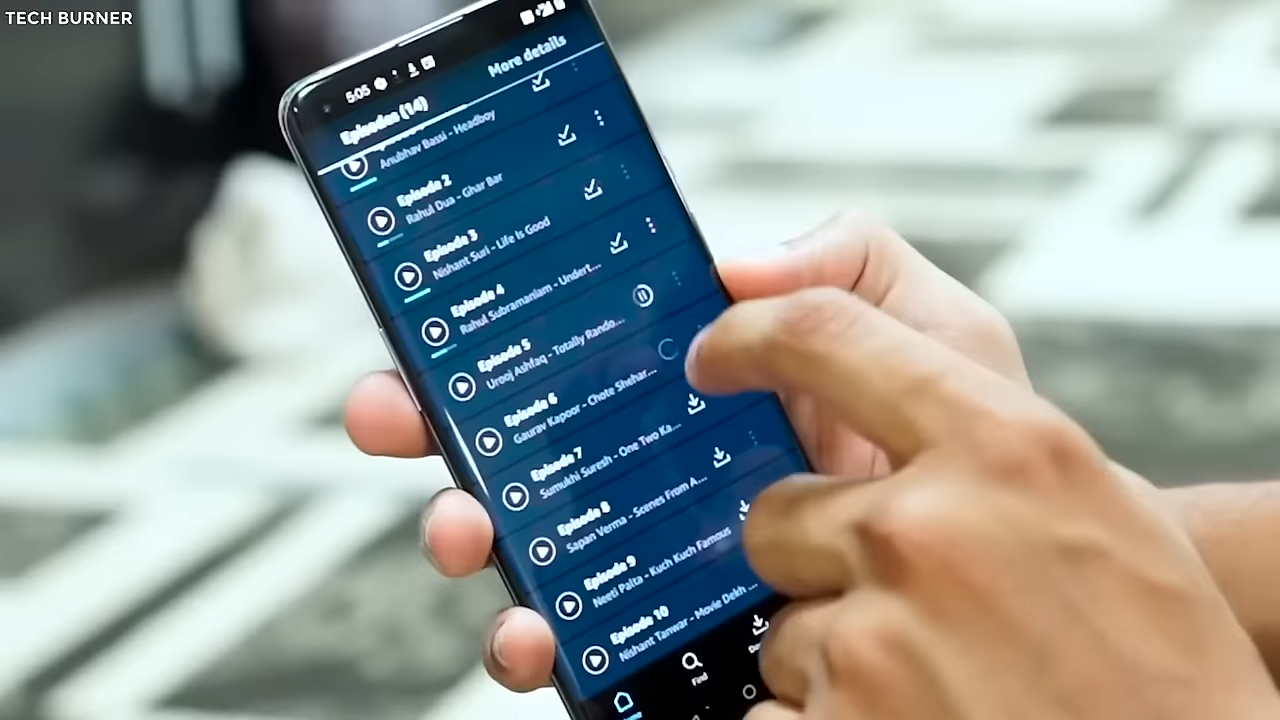 TECH BURNER
5:05
Episodes (14)
More details
Anubhav Bassi - Headboy
Episode 2
Rahul Dua - Ghar Bar
Episode 3
Nishant Suri - Life Is Good
Episode 4
Rahul Subramaniam - Undert...
Episode 5
Urooj Ashfaq - Totally Rando...
Episode 6
Gaurav Kapoor - Chote Shehar...
Episode 7
Sumukhi Suresh - One Two Ka...
Episode 8
Sapan Verma - Scenes From A...
Episode 9
Neeti Palta - Kuch Kuch Famous
Episode 10
Nishant Tanwar - Movie Dekh ...
Find